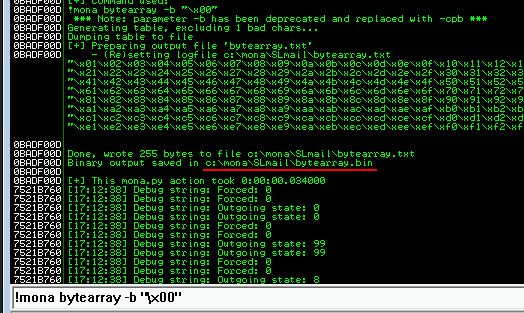 [+] Command used:
0BADF00D !mona bytearray -b "\x00"
0BADF00D *** Note: parameter -b has been deprecated and replaced with -cpb ***
0BADF00D Generating table, excluding 1 bad chars...
0BADF00D Dumping table to file
0BADF00D [+] Preparing output file 'bytearray.txt'
0BADF00D - (Re)setting logfile c:\mona\SLmail\bytearray.txt
"\x01\x02\x03\x04\x05\x06\x07\x08\x09\x0a\x0b\x0c\x0d\x0e\x0f\x10\x11\x12\x1
"\x21\x22\x23\x24\x25\x26\x27\x28\x29\x2a\x2b\x2c\x2d\x2e\x2f\x30\x31\x32\x3
"\x41\x42\x43\x44\x45\x46\x47\x48\x49\x4a\x4b\x4c\x4d\x4e\x4f\x50\x51\x52\x5
"\x61\x62\x63\x64\x65\x66\x67\x68\x69\x6a\x6b\x6c\x6d\x6e\x6f\x70\x71\x72\x7
"\x81\x82\x83\x84\x85\x86\x87\x88\x89\x8a\x8b\x8c\x8d\x8e\x8f\x90\x91\x92\x9
"\xa1\xa2\xa3\xa4\xa5\xa6\xa7\xa8\xa9\xaa\xab\xac\xad\xae\xaf\xb0\xb1\xb2\xb
"\xc1\xc2\xc3\xc4\xc5\xc6\xc7\xc8\xc9\xca\xcb\xcc\xcd\xce\xcf\xd0\xd1\xd2\xd
"\xe1\xe2\xe3\xe4\xe5\xe6\xe7\xe8\xe9\xea\xeb\xec\xed\xee\xef\xf0\xf1\xf2\xf
0BADF00D
0BADF00D Done, wrote 255 bytes to file c:\mona\SLmail\bytearray.txt
0BADF00D Binary output saved in c:\mona\SLmail\bytearray.bin
0BADF00D
0BADF00D [+] This mona.py action took 0:00:00.094000
7521B760 [17:12:38] Debug string: Forced: 0
7521B760 [17:12:38] Debug string: Outgoing state: 0
7521B760 [17:12:38] Debug string: Forced: 0
7521B760 [17:12:38] Debug string: Outgoing state: 0
7521B760 [17:12:38] Debug string: Forced: 0
7521B760 [17:12:38] Debug string: Outgoing state: 99
7521B760 [17:12:38] Debug string: Outgoing state: 99
7521B760 [17:12:38] Debug string: Forced: 0
7521B760 [17:12:38] Debug string: Outgoing state: 8
!mona bytearray -b "\x00"